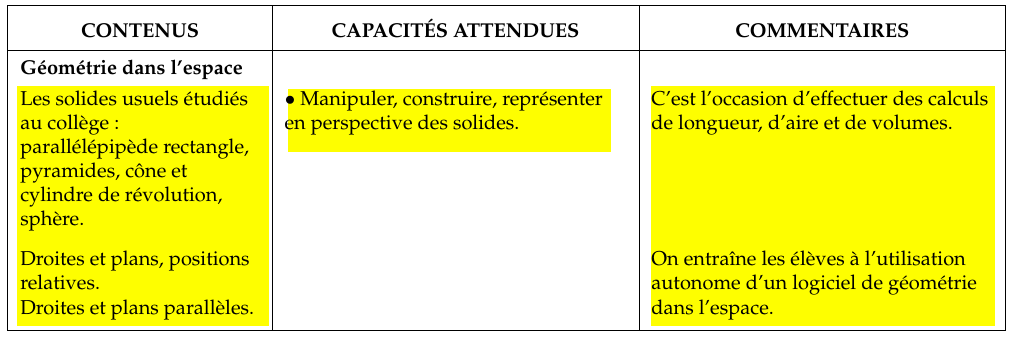 CONTENUS
CAPACITÉS ATTENDUES
COMMENTAIRES
Géométrie dans l’espace
Les solides usuels étudiés
au collège :
parallélépipède rectangle,
pyramides, cône et
cylindre de révolution,
sphère.
• Manipuler, construire, représenter
en perspective des solides.
C’est l’occasion d’effectuer des calculs
de longueur, d’aire et de volumes.
Droites et plans, positions
relatives.
Droites et plans parallèles.
On entraîne les élèves à l’utilisation
autonome d’un logiciel de géométrie
dans l’espace.